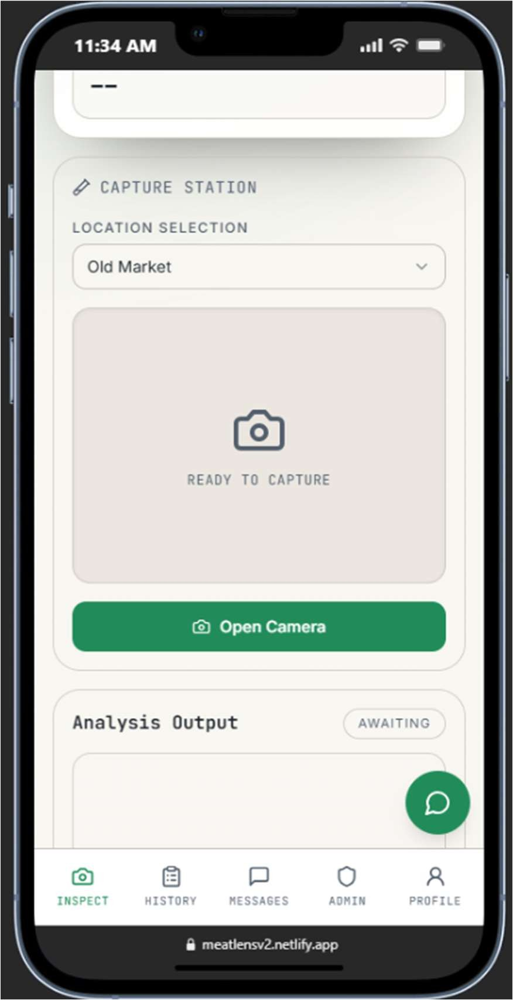 11:34 AM
--
CAPTURE STATION
LOCATION SELECTION
Old Market
READY TO CAPTURE
Open Camera
Analysis Output
AWAITING
INSPECT
HISTORY
MESSAGES
ADMIN
PROFILE
meatlensv2.netlify.app